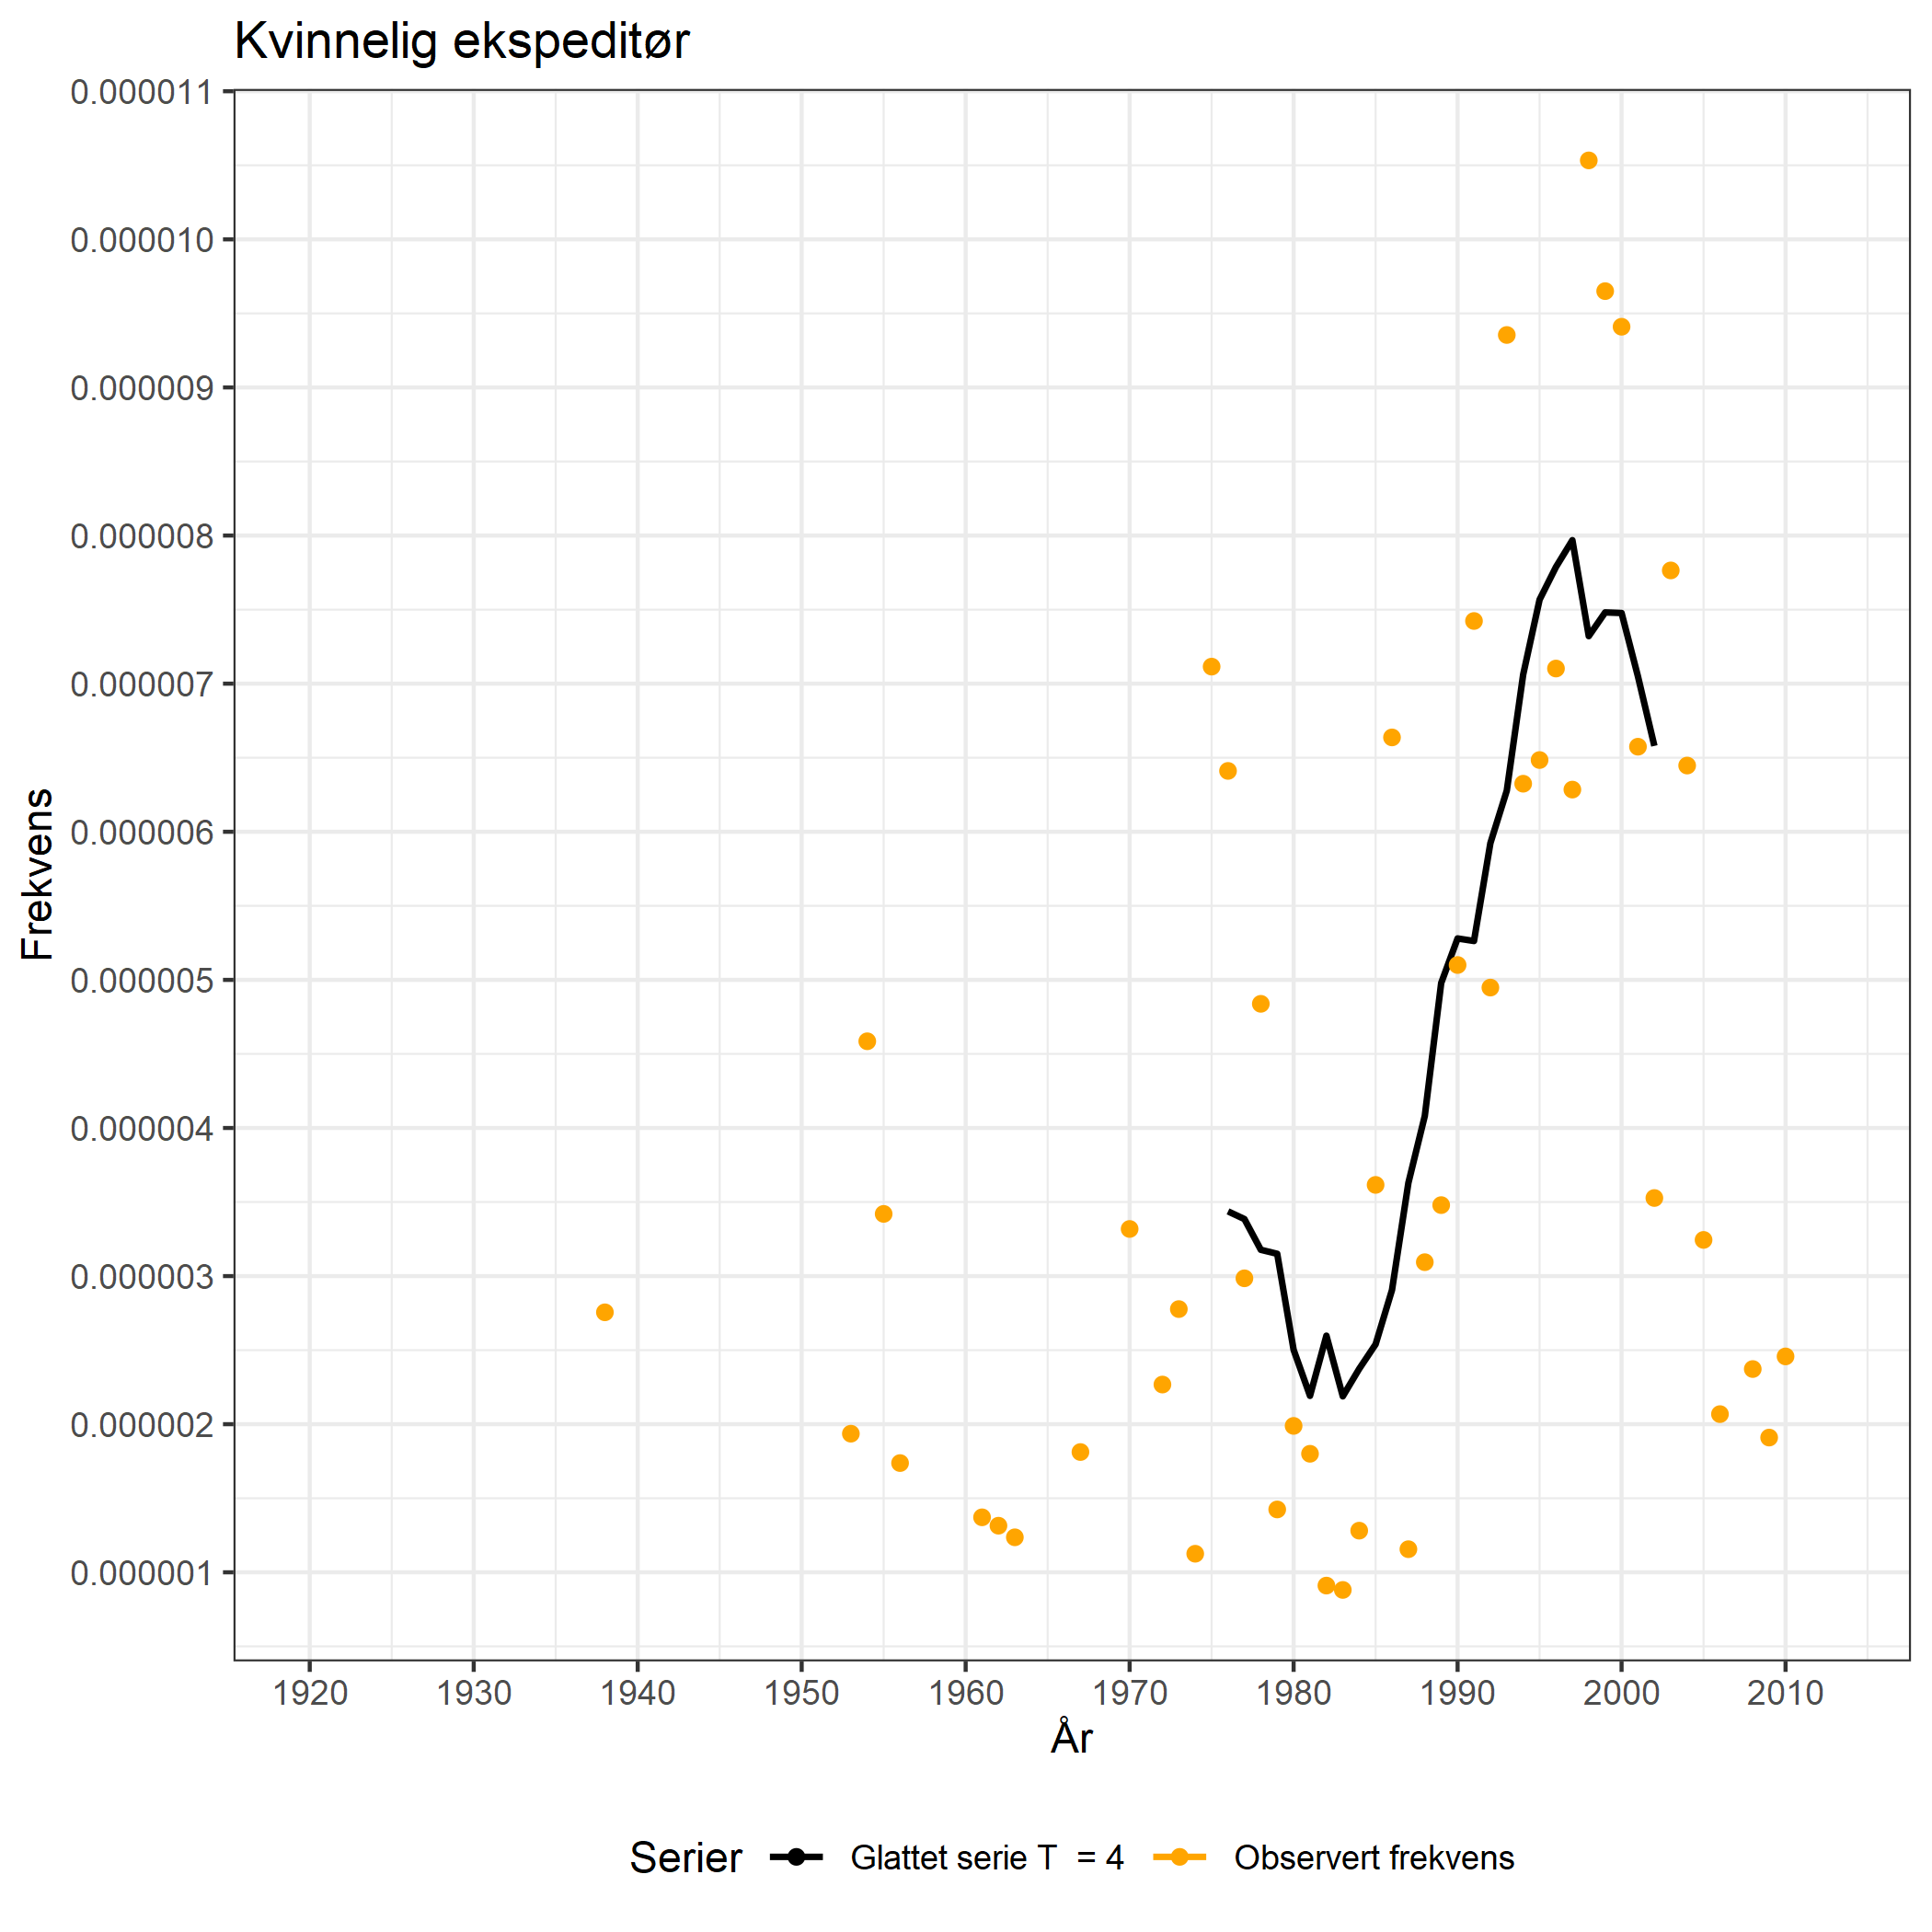 Kvinnelig ekspeditør
0.000011
0.000010
0.000009
0.000008
0.000007
0.000006
0.000005
0.000004
0.000003
0.000002
0.000001
Frekvens
1920 1930 1940 1950 1960 1970 1980 1990 2000 2010
År
Serier Glattet serie T = 4 Observert frekvens